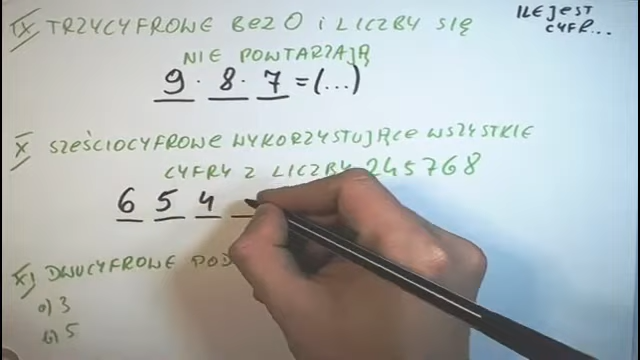 IX TRZYCYFROWE BEZ 0 I LICZBY SIĘ
NIE POWTARZAJĄ
9 · 8 · 7 = (...)
ILE JEST
CYFR...
X SZEŚCIOCYFROWE WYKORZYSTUJĄCE WSZYSTKIE
CYFRY Z LICZBY 245768
6 5 4
XI DWUCYFROWE
a) 3
b) 5